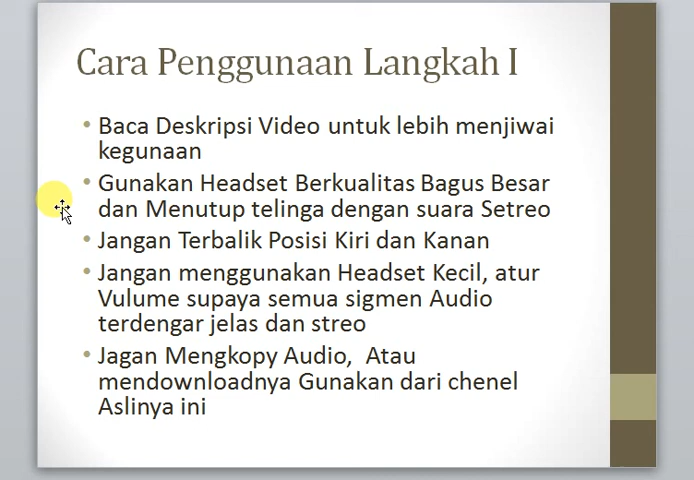 Cara Penggunaan Langkah I
• Baca Deskripsi Video untuk lebih menjiwai
kegunaan
• Gunakan Headset Berkualitas Bagus Besar
dan Menutup telinga dengan suara Setreo
• Jangan Terbalik Posisi Kiri dan Kanan
• Jangan menggunakan Headset Kecil, atur
Vulume supaya semua sigmen Audio
terdengar jelas dan streo
• Jagan Mengkopy Audio,  Atau
mendownloadnya Gunakan dari chenel
Aslinya ini